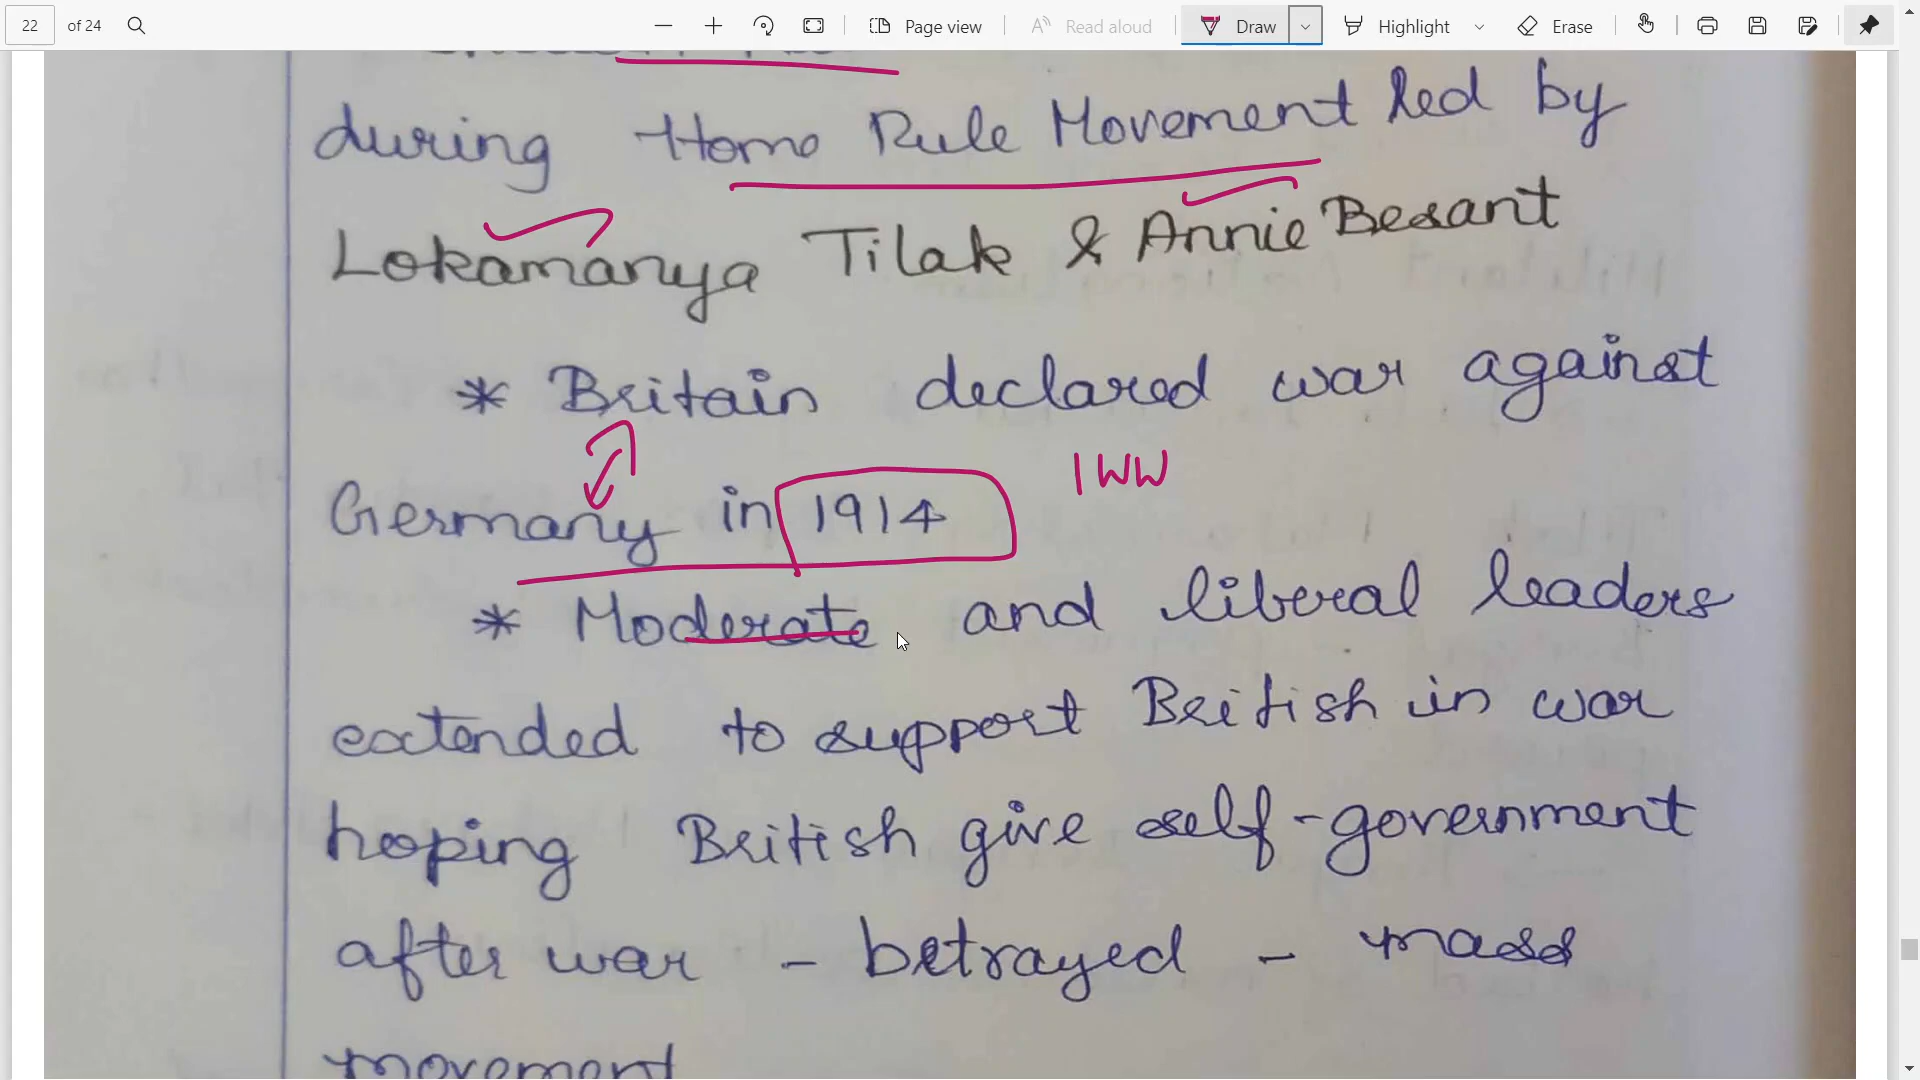 22 of 24 Page view Read aloud Draw Highlight Erase
during Home Rule Movement led by
Lokamanya Tilak & Annie Besant
* Britain declared war against
1WW
Germany in 1914
* Moderate and liberal leaders
extended to support British in war
hoping British give self-government
after war - betrayed - mass
movement